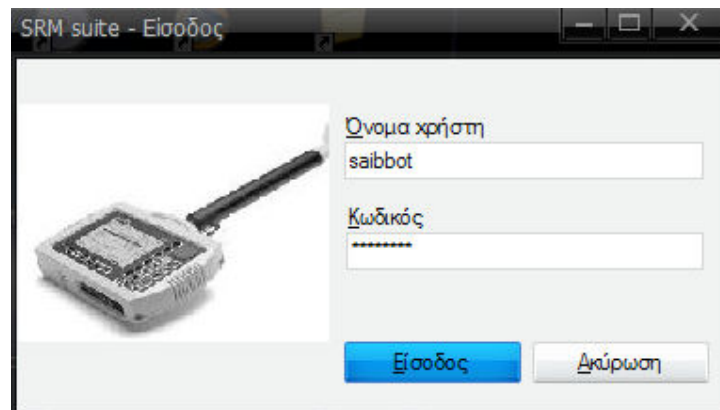 SRM suite - Είσοδος
Όνομα χρήστη
saibbot
Κωδικός
********
Είσοδος
Ακύρωση